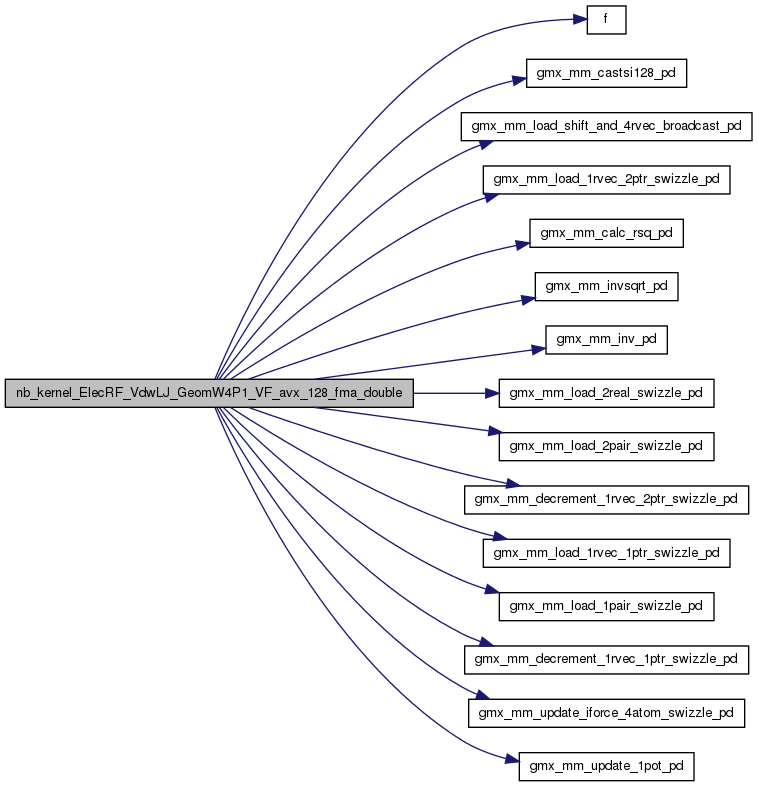 f
gmx_mm_castsi128_pd
gmx_mm_load_shift_and_4rvec_broadcast_pd
gmx_mm_load_1rvec_2ptr_swizzle_pd
gmx_mm_calc_rsq_pd
gmx_mm_invsqrt_pd
gmx_mm_inv_pd
nb_kernel_ElecRF_VdwLJ_GeomW4P1_VF_avx_128_fma_double
gmx_mm_load_2real_swizzle_pd
gmx_mm_load_2pair_swizzle_pd
gmx_mm_decrement_1rvec_2ptr_swizzle_pd
gmx_mm_load_1rvec_1ptr_swizzle_pd
gmx_mm_load_1pair_swizzle_pd
gmx_mm_decrement_1rvec_1ptr_swizzle_pd
gmx_mm_update_iforce_4atom_swizzle_pd
gmx_mm_update_1pot_pd